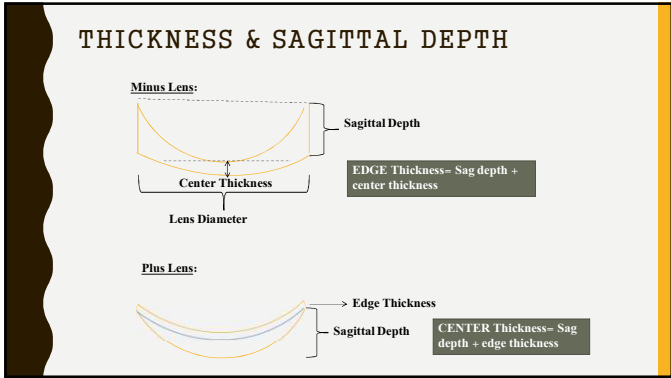 THICKNESS & SAGITTAL DEPTH
Minus Lens:
Sagittal Depth
EDGE Thickness= Sag depth +
center thickness
Center Thickness
Lens Diameter
Plus Lens:
Edge Thickness
Sagittal Depth
CENTER Thickness= Sag
depth + edge thickness